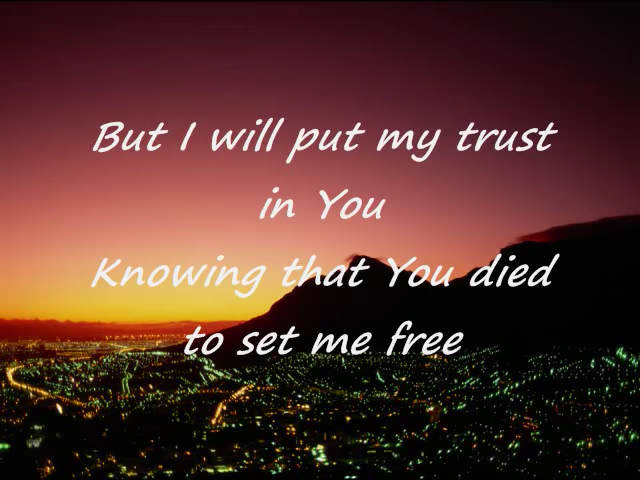 But I will put my trust
in You
Knowing that You died
to set me free